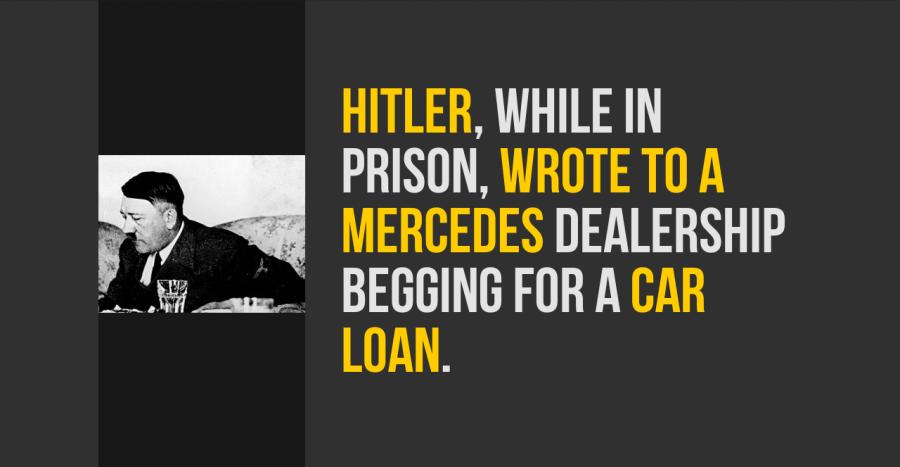 HITLER, WHILE IN
PRISON, WROTE TO A
MERCEDES DEALERSHIP
BEGGING FOR A CAR
LOAN.